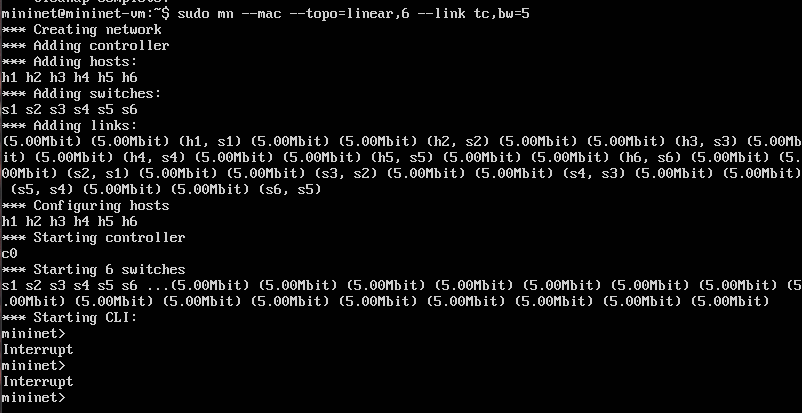 mininet@mininet-vm:~$ sudo mn --mac --topo=linear,6 --link tc,bw=5
*** Creating network
*** Adding controller
*** Adding hosts:
h1 h2 h3 h4 h5 h6
*** Adding switches:
s1 s2 s3 s4 s5 s6
*** Adding links:
(5.00Mbit) (5.00Mbit) (h1, s1) (5.00Mbit) (5.00Mbit) (h2, s2) (5.00Mbit) (5.00Mbit) (h3, s3) (5.00Mb
it) (5.00Mbit) (h4, s4) (5.00Mbit) (5.00Mbit) (h5, s5) (5.00Mbit) (5.00Mbit) (h6, s6) (5.00Mbit) (5.
00Mbit) (s2, s1) (5.00Mbit) (5.00Mbit) (s3, s2) (5.00Mbit) (5.00Mbit) (s4, s3) (5.00Mbit) (5.00Mbit)
(s5, s4) (5.00Mbit) (5.00Mbit) (s6, s5)
*** Configuring hosts
h1 h2 h3 h4 h5 h6
*** Starting controller
c0
*** Starting 6 switches
s1 s2 s3 s4 s5 s6 ...(5.00Mbit) (5.00Mbit) (5.00Mbit) (5.00Mbit) (5.00Mbit) (5.00Mbit) (5.00Mbit) (5
.00Mbit) (5.00Mbit) (5.00Mbit) (5.00Mbit) (5.00Mbit) (5.00Mbit) (5.00Mbit) (5.00Mbit) (5.00Mbit)
*** Starting CLI:
mininet>
Interrupt
mininet>
Interrupt
mininet>